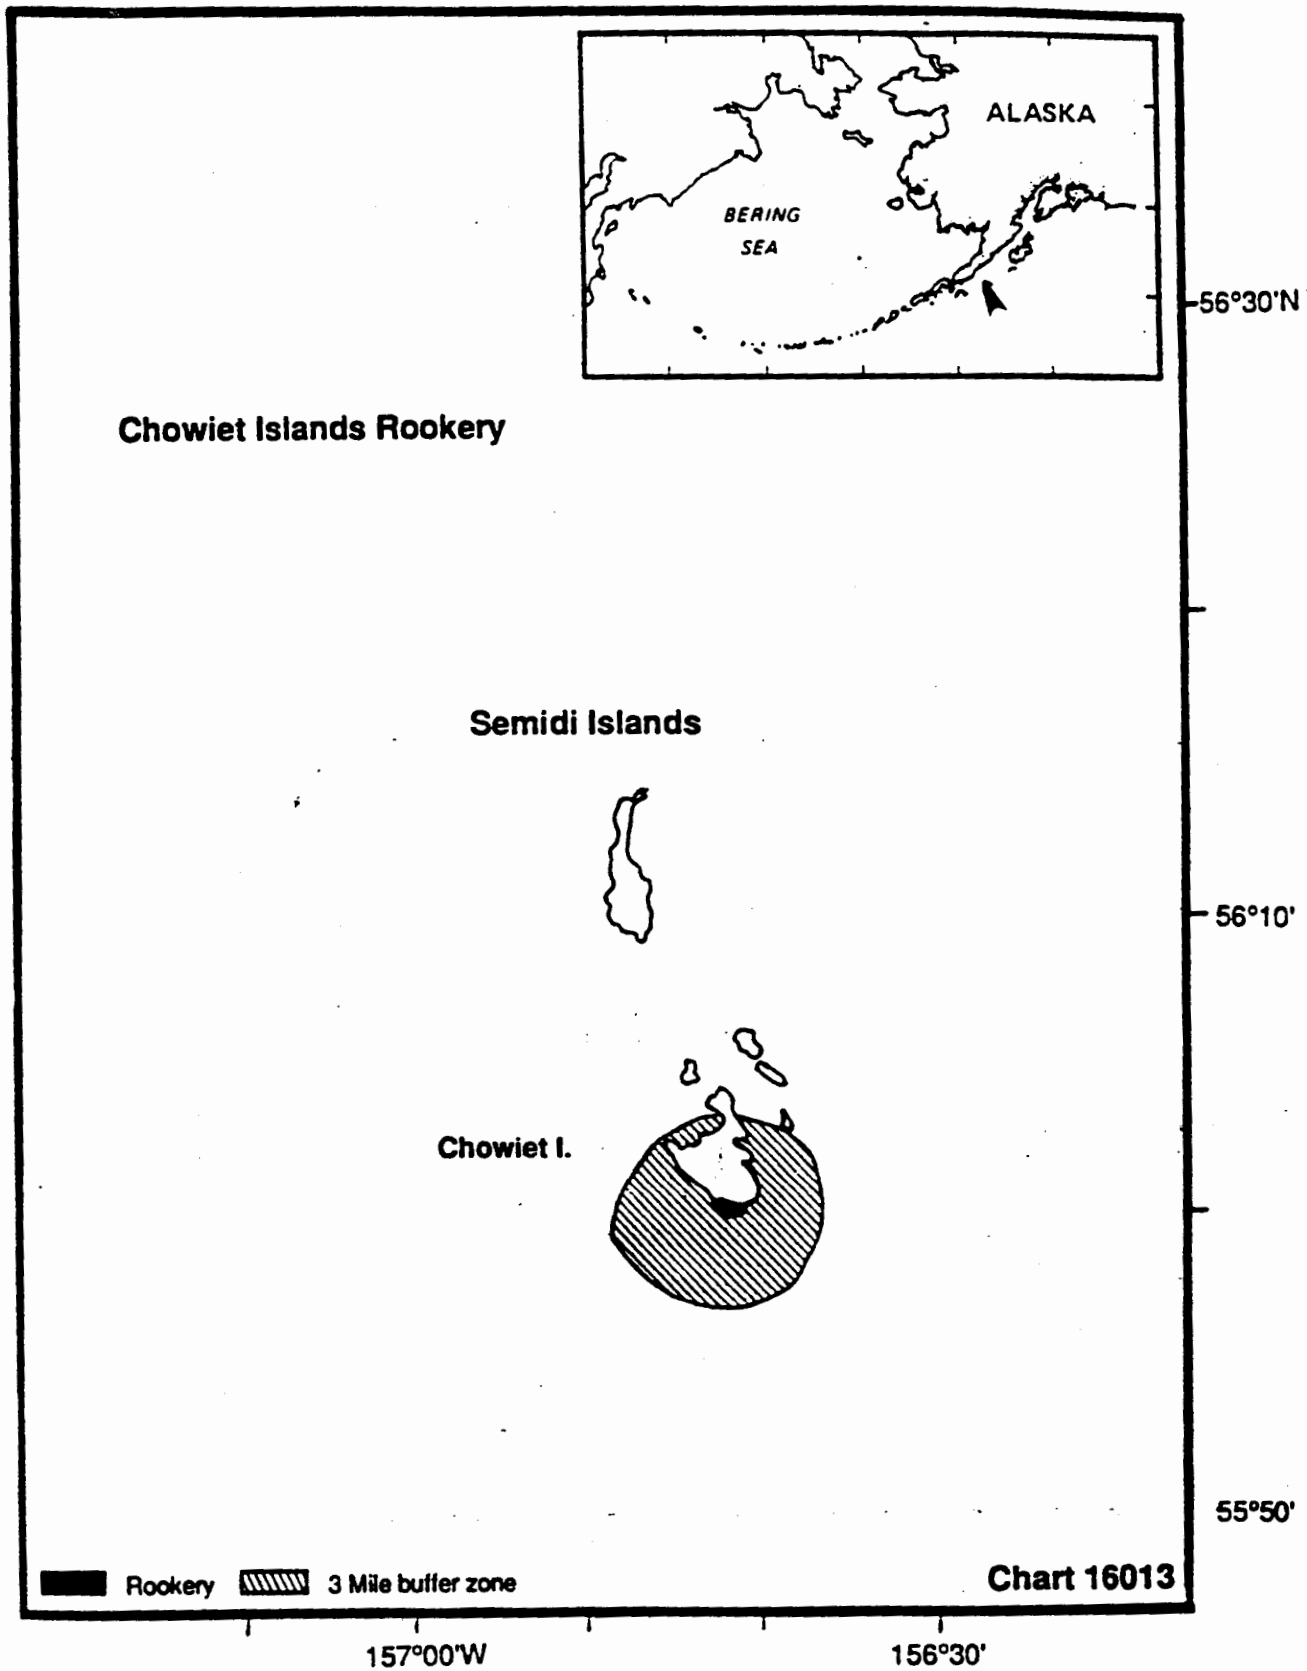 ALASKA
BERING
SEA
56°30'N
Chowiet Islands Rookery
Semidi Islands
56°10'
Chowiet I.
55°50'
Rookery
3 Mile buffer zone
Chart 16013
157°00'W
156°30'